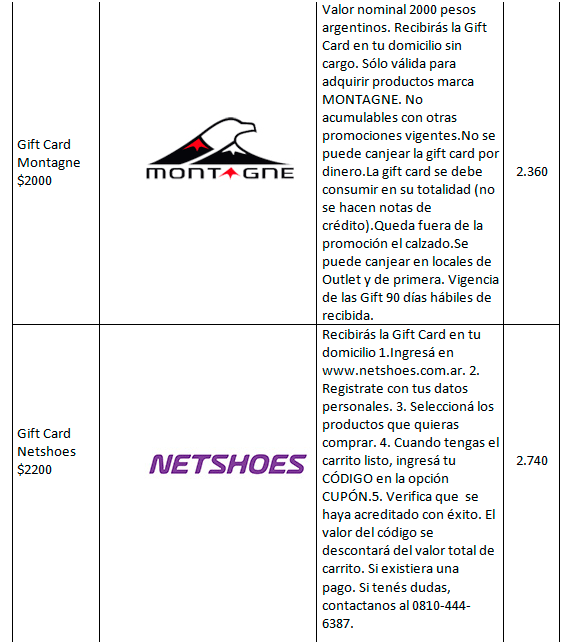 Gift Card
Montagne
$2000
MONTAGNE
Valor nominal 2000 pesos
argentinos. Recibirás la Gift
Card en tu domicilio sin
cargo. Sólo válida para
adquirir productos marca
MONTAGNE. No
acumulables con otras
promociones vigentes.No se
puede canjear la gift card por
dinero.La gift card se debe
consumir en su totalidad (no
se hacen notas de
crédito).Queda fuera de la
promoción el calzado.Se
puede canjear en locales de
Outlet y de primera. Vigencia
de las Gift 90 días hábiles de
recibida.
2.360
Gift Card
Netshoes
$2200
NETSHOES
Recibirás la Gift Card en tu
domicilio 1.Ingresá en
www.netshoes.com.ar. 2.
Registrate con tus datos
personales. 3. Seleccioná los
productos que quieras
comprar. 4. Cuando tengas el
carrito listo, ingresá tu
CÓDIGO en la opción
CUPÓN.5. Verifica que  se
haya acreditado con éxito. El
valor del código se
descontará del valor total de
carrito. Si existiera una
pago. Si tenés dudas,
contactanos al 0810-444-
6387.
2.740